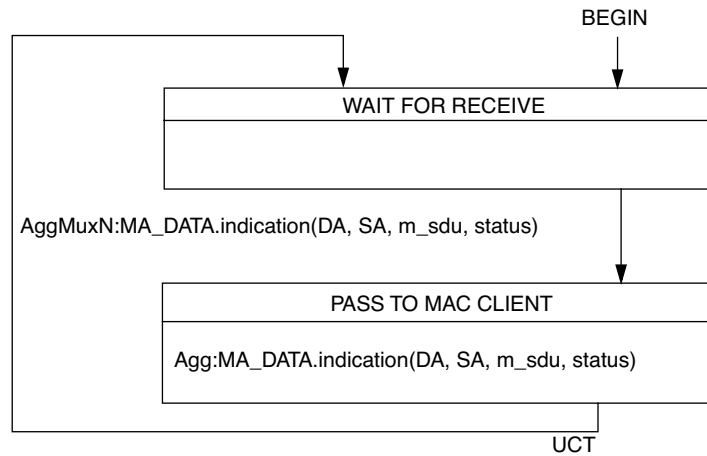 BEGIN
WAIT FOR RECEIVE
AggMuxN:MA_DATA.indication(DA, SA, m_sdu, status)
PASS TO MAC CLIENT
Agg:MA_DATA.indication(DA, SA, m_sdu, status)
UCT